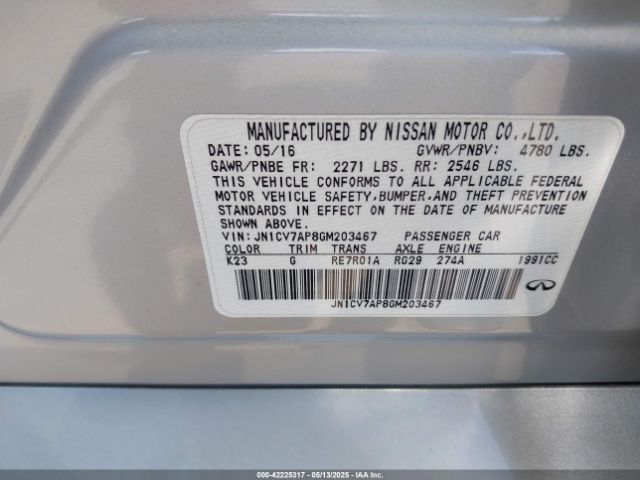 MANUFACTURED BY NISSAN MOTOR CO.,LTD.
DATE: 05/16 GVWR/PNBV: 4780 LBS.
GAWR/PNBE FR: 2271 LBS. RR: 2546 LBS.
THIS VEHICLE CONFORMS TO ALL APPLICABLE FEDERAL
MOTOR VEHICLE SAFETY,BUMPER,AND THEFT PREVENTION
STANDARDS IN EFFECT ON THE DATE OF MANUFACTURE
SHOWN ABOVE.
VIN: JN1CV7AP8GM203467 PASSENGER CAR
COLOR TRIM TRANS AXLE ENGINE
K23 G RE7R01A RG29 274A 1991CC
JN1CV7AP8GM203467
000-42225317 - 05/13/2025 - IAAI